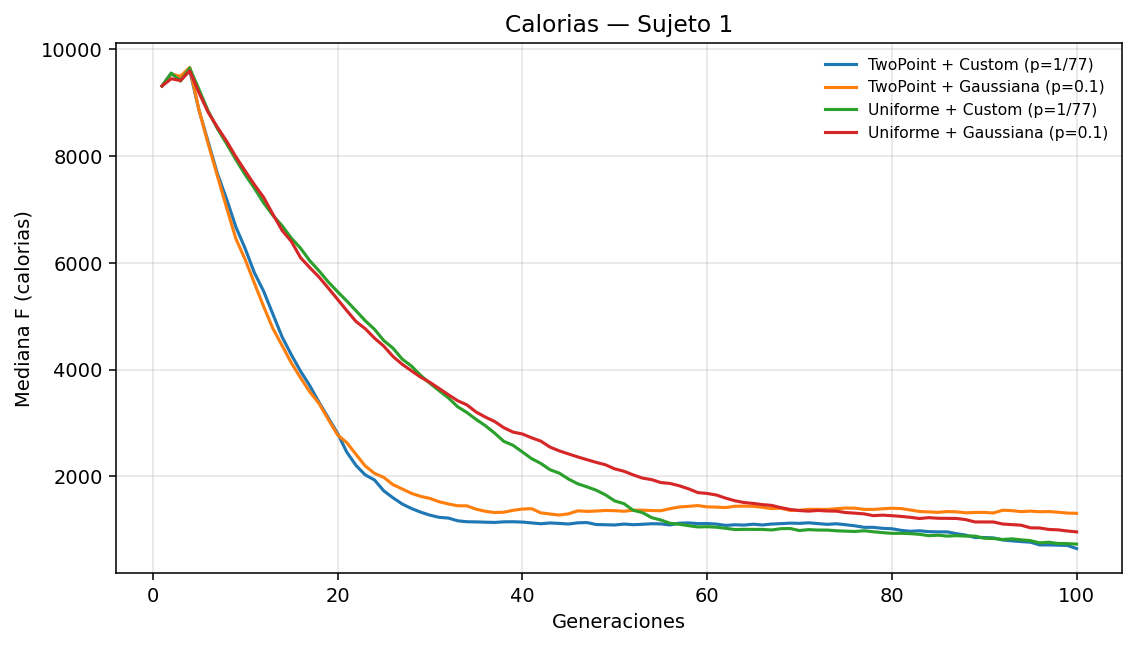 Calorias — Sujeto 1
Mediana F (calorias)
10000
8000
6000
4000
2000
TwoPoint + Custom (p=1/77)
TwoPoint + Gaussiana (p=0.1)
Uniforme + Custom (p=1/77)
Uniforme + Gaussiana (p=0.1)
0 20 40 60 80 100
Generaciones